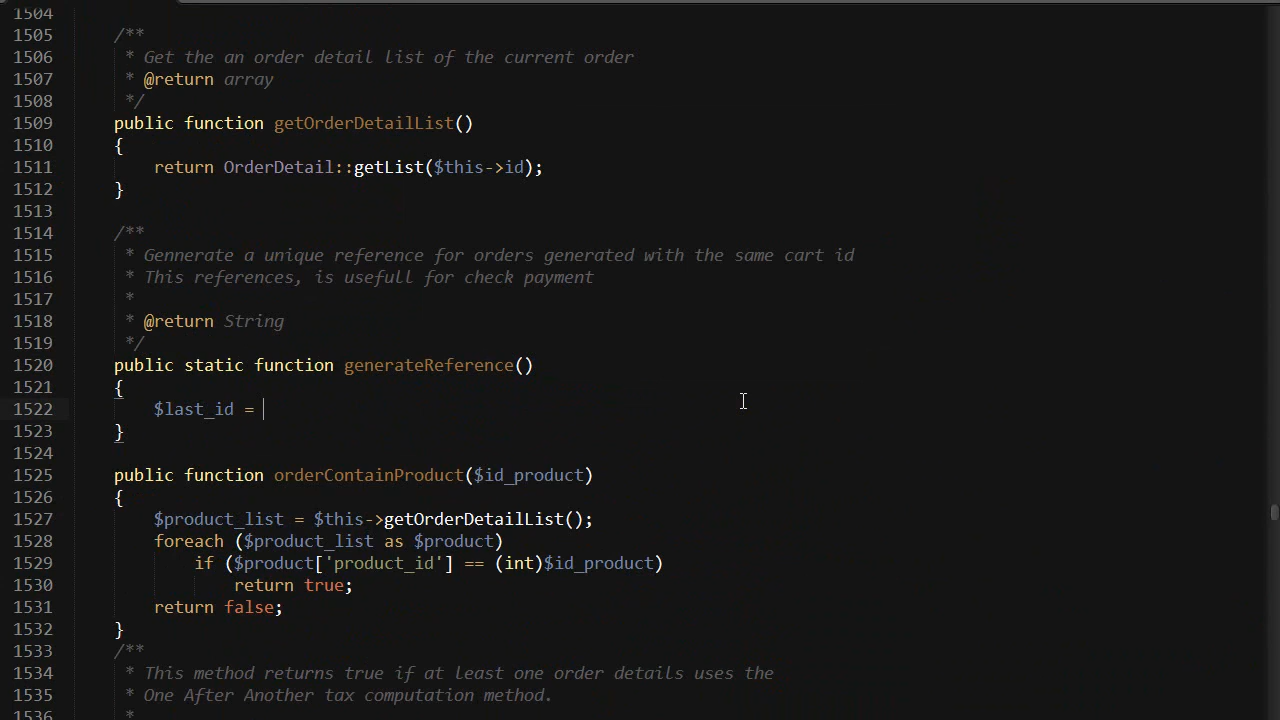 1504
1505 /**
1506 * Get the an order detail list of the current order
1507 * @return array
1508 */
1509 public function getOrderDetailList()
1510 {
1511 return OrderDetail::getList($this->id);
1512 }
1513
1514 /**
1515 * Gennerate a unique reference for orders generated with the same cart id
1516 * This references, is usefull for check payment
1517 *
1518 * @return String
1519 */
1520 public static function generateReference()
1521 {
1522 $last_id =
1523 }
1524
1525 public function orderContainProduct($id_product)
1526 {
1527 $product_list = $this->getOrderDetailList();
1528 foreach ($product_list as $product)
1529 if ($product['product_id'] == (int)$id_product)
1530 return true;
1531 return false;
1532 }
1533 /**
1534 * This method returns true if at least one order details uses the
1535 * One After Another tax computation method.
1536 *